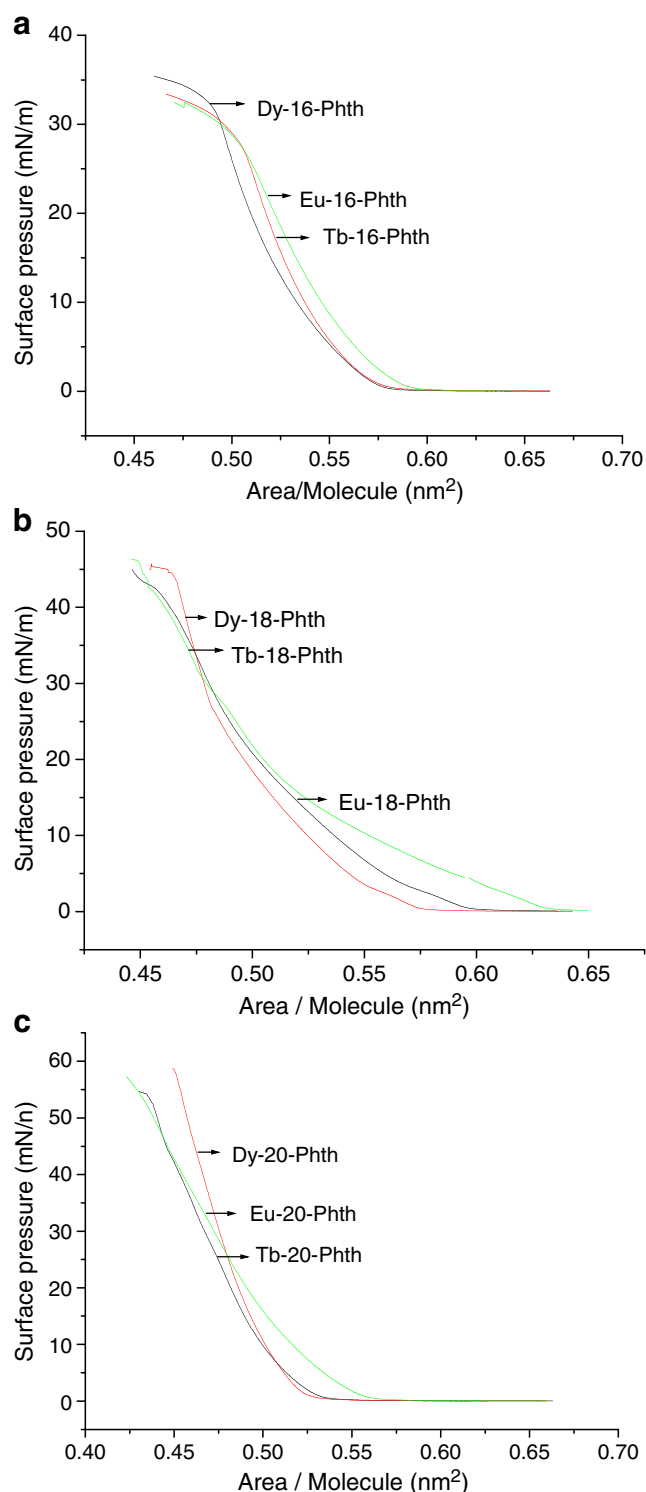 a
40
30
20
10
0
Surface pressure (mN/m)
Dy-16-Phth
Eu-16-Phth
Tb-16-Phth
0.45 0.50 0.55 0.60 0.65 0.70
Area/Molecule (nm²)
b
50
40
30
20
10
0
Surface pressure (mN/m)
Dy-18-Phth
Tb-18-Phth
Eu-18-Phth
0.45 0.50 0.55 0.60 0.65
Area / Molecule (nm²)
c
60
50
40
30
20
10
0
Surface pressure (mN/n)
Dy-20-Phth
Eu-20-Phth
Tb-20-Phth
0.40 0.45 0.50 0.55 0.60 0.65 0.70
Area / Molecule (nm²)